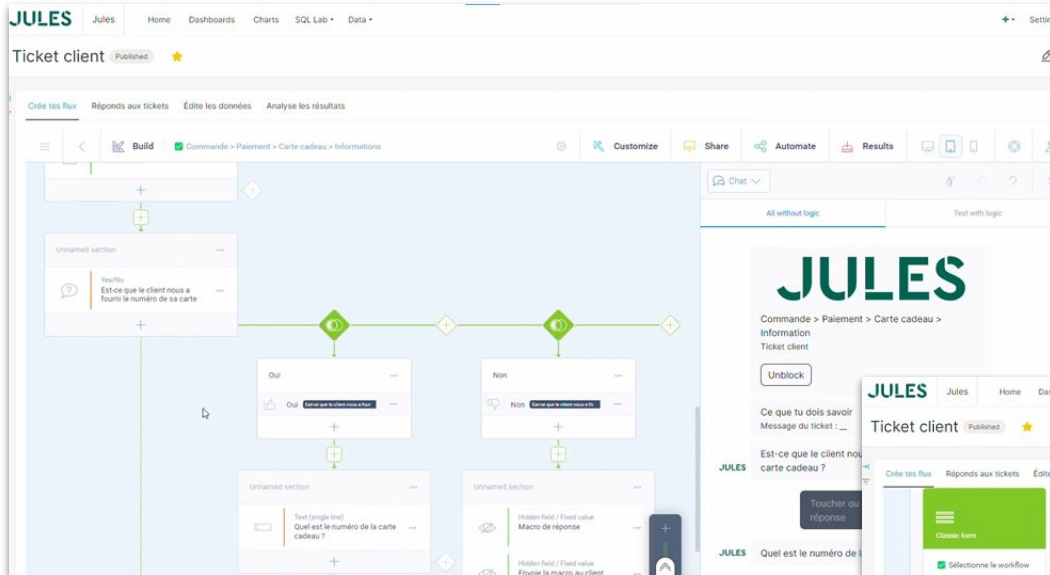 JULES
Jules
Home
Dashboards
Charts
SQL Lab
Data
Ticket client
Published
Crée tes flux
Réponds aux tickets
Édite les données
Analyse les résultats
Build
Commande > Paiement > Carte cadeau > Informations
Customize
Share
Automate
Results
Unnamed section
Yes/No
Est-ce que le client nous a
fourni le numéro de sa carte
Oui
Oui
Non
Non
Unnamed section
Text (single line)
Quel est le numéro de la carte
cadeau ?
Unnamed section
Hidden field / Fixed value
Macro de réponse
Hidden field / Fixed value
Envoie la macro au client
Chat
All without logic
Test with logic
JULES
Commande > Paiement > Carte cadeau >
Information
Ticket client
Unblock
Ce que tu dois savoir
Message du ticket : _
Est-ce que le client nou
JULES
carte cadeau ?
Toucher ou
réponse
JULES
Quel est le numéro de
JULES
Jules
Home
Ticket client
Published
Crée tes flux
Réponds aux tickets
Classic form
Sélectionne le workflow